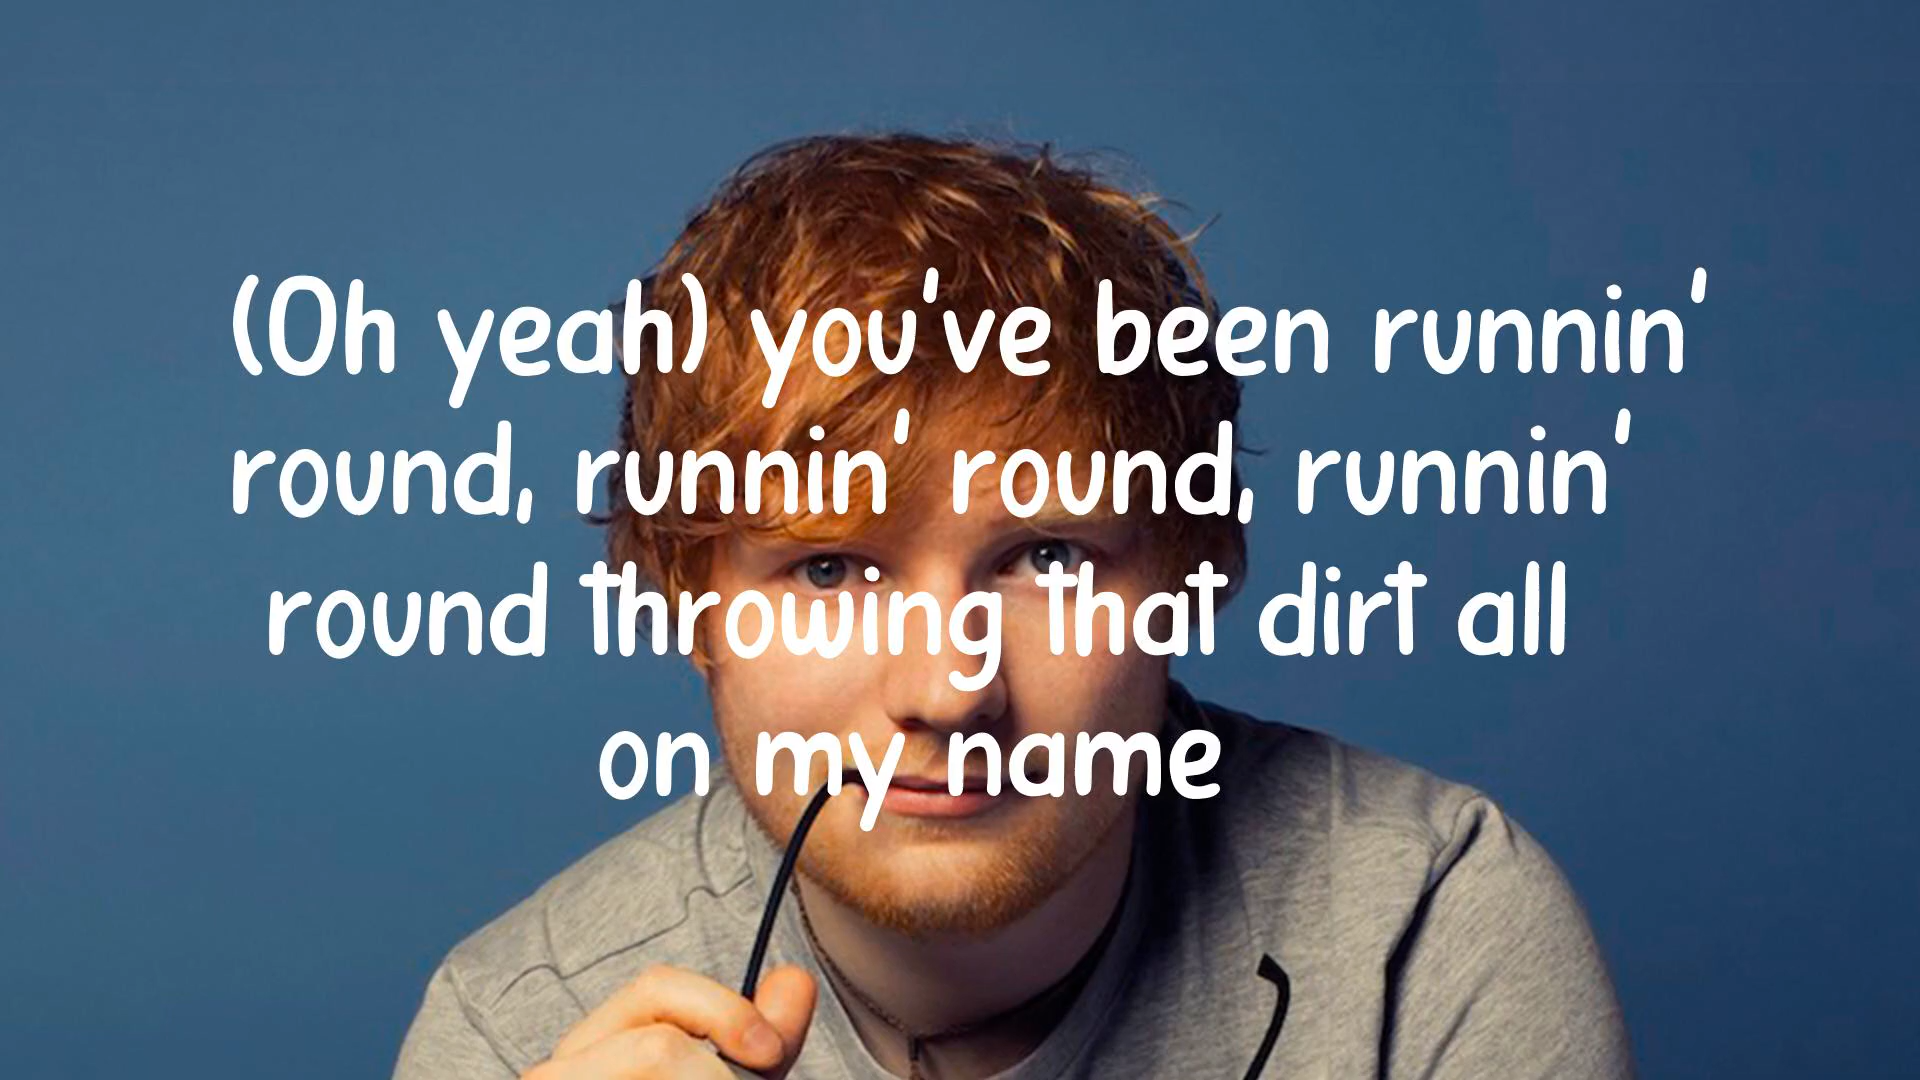 (Oh yeah) you've been runnin'
round, runnin' round, runnin'
round throwing that dirt all
on my name